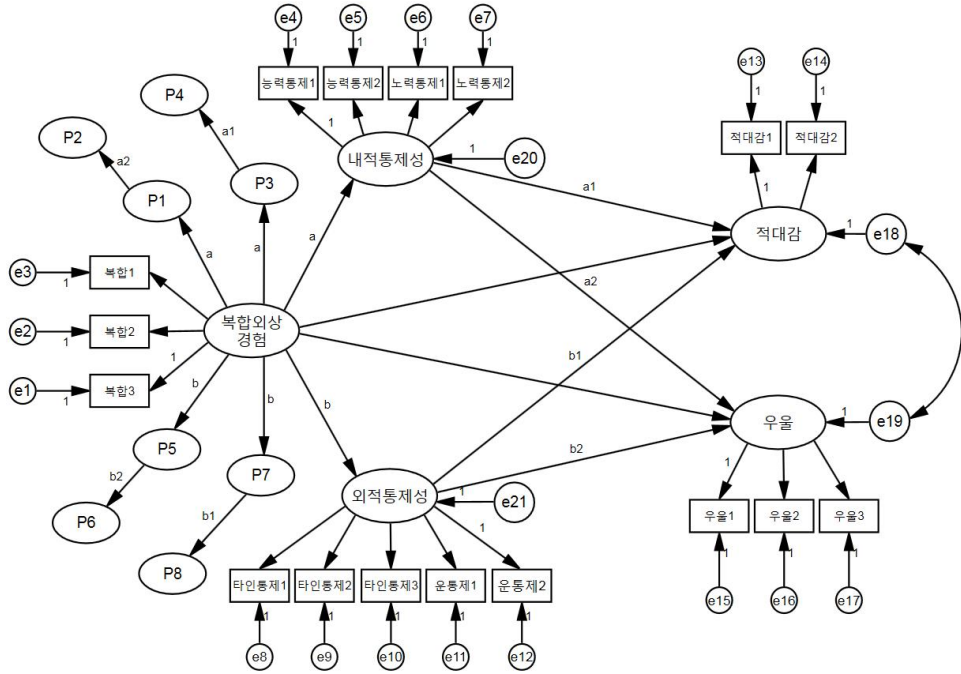 e4 e5 e6 e7
1 1 1 1
능력통제1 능력통제2 노력통제1 노력통제2
1
e13 e14
1 1
적대감1 적대감2
1
P4
a1
P2
a2
P1
P3
내적통제성
1
e20
a1
적대감
1
e18
a
a
a
a2
e3
1
복합1
e2
1
복합2
복합외상
경험
e1
1
복합3
1
b1
b
b
b
우울
1
e19
P5
b2
P7
b2
P6
b1
외적통제성
1
e21
1
1
P8
우울1 우울2 우울3
1 1 1
타인통제1 타인통제2 타인통제3 운통제1 운통제2
1 1 1 1 1
e15 e16 e17
e8 e9 e10 e11 e12